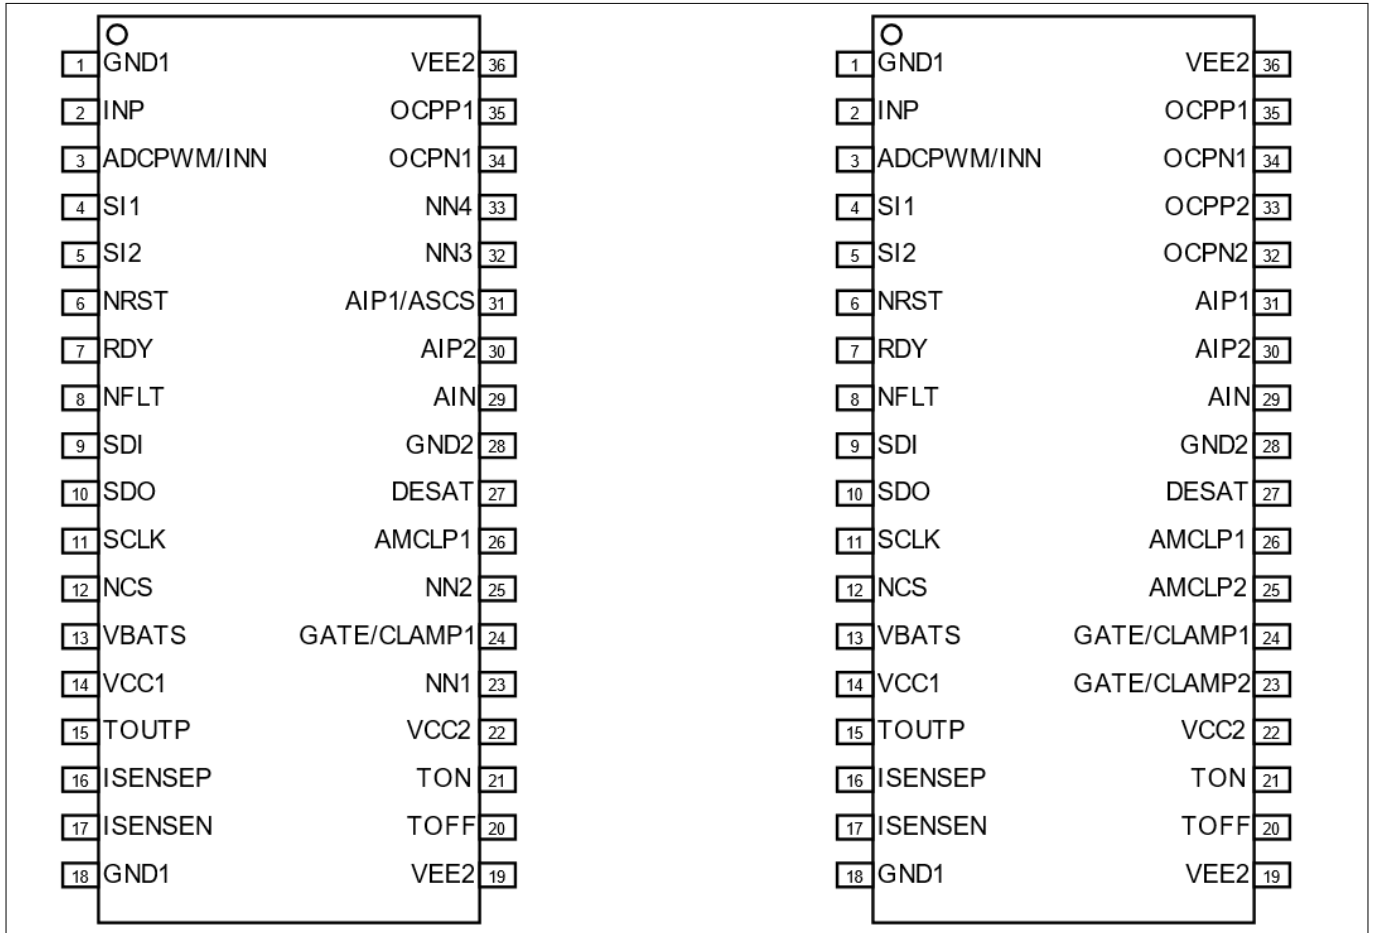 1 GND1 VEE2 36 1 GND1 VEE2 36
2 INP OCPP1 35 2 INP OCPP1 35
3 ADCPWM/INN OCPN1 34 3 ADCPWM/INN OCPN1 34
4 SI1 NN4 33 4 SI1 OCPP2 33
5 SI2 NN3 32 5 SI2 OCPN2 32
6 NRST AIP1/ASCS 31 6 NRST AIP1 31
7 RDY AIP2 30 7 RDY AIP2 30
8 NFLT AIN 29 8 NFLT AIN 29
9 SDI GND2 28 9 SDI GND2 28
10 SDO DESAT 27 10 SDO DESAT 27
11 SCLK AMCLP1 26 11 SCLK AMCLP1 26
12 NCS NN2 25 12 NCS AMCLP2 25
13 VBATS GATE/CLAMP1 24 13 VBATS GATE/CLAMP1 24
14 VCC1 NN1 23 14 VCC1 GATE/CLAMP2 23
15 TOUTP VCC2 22 15 TOUTP VCC2 22
16 ISENSEP TON 21 16 ISENSEP TON 21
17 ISENSEN TOFF 20 17 ISENSEN TOFF 20
18 GND1 VEE2 19 18 GND1 VEE2 19